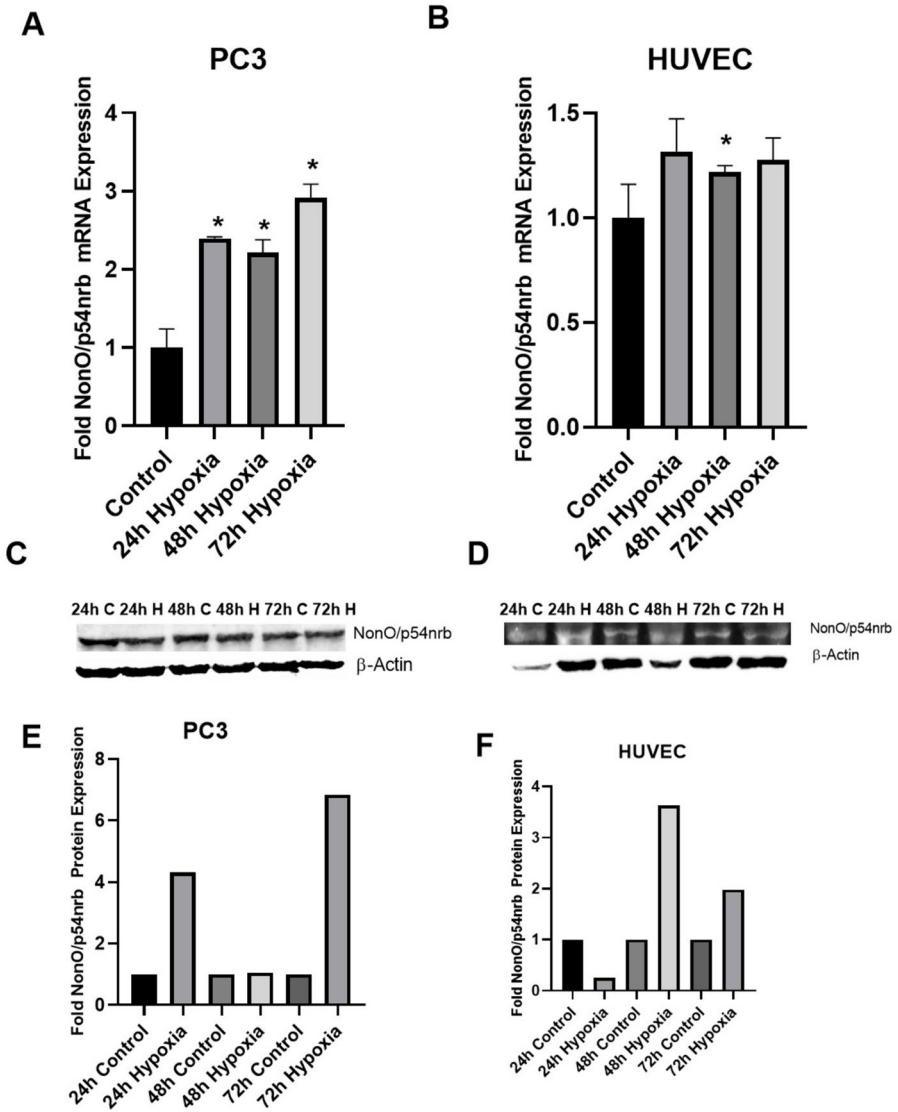 A
PC3
Fold NonO/p54nrb mRNA Expression
4
3
2
1
0
*
*
*
Control
24h Hypoxia
48h Hypoxia
72h Hypoxia
B
HUVEC
Fold NonO/p54nrb mRNA Expression
1.5
1.0
0.5
0.0
*
Control
24h Hypoxia
48h Hypoxia
72h Hypoxia
C
24h C 24h H 48h C 48h H 72h C 72h H
NonO/p54nrb
β-Actin
D
24h C 24h H 48h C 48h H 72h C 72h H
NonO/p54nrb
β-Actin
E
PC3
Fold NonO/p54nrb Protein Expression
8
6
4
2
0
24h Control
24h Hypoxia
48h Control
48h Hypoxia
72h Control
72h Hypoxia
F
HUVEC
Fold NonO/p54nrb Protein Expression
4
3
2
1
0
24h Control
24h Hypoxia
48h Control
48h Hypoxia
72h Control
72h Hypoxia